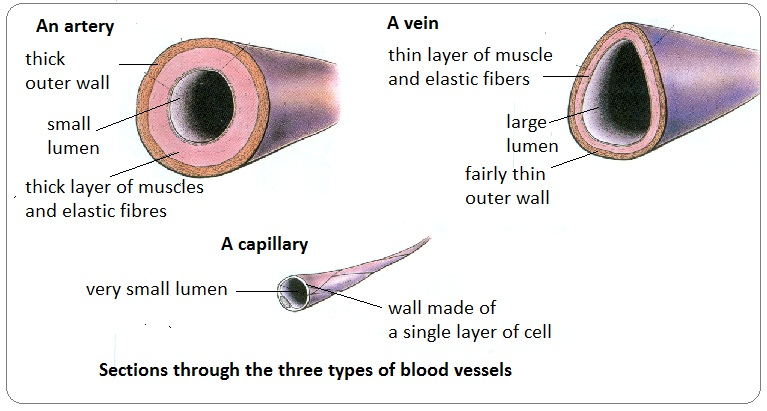 An artery
thick
outer wall
small
lumen
thick layer of muscles
and elastic fibres
A vein
thin layer of muscle
and elastic fibers
large
lumen
fairly thin
outer wall
A capillary
very small lumen
wall made of
a single layer of cell
Sections through the three types of blood vessels